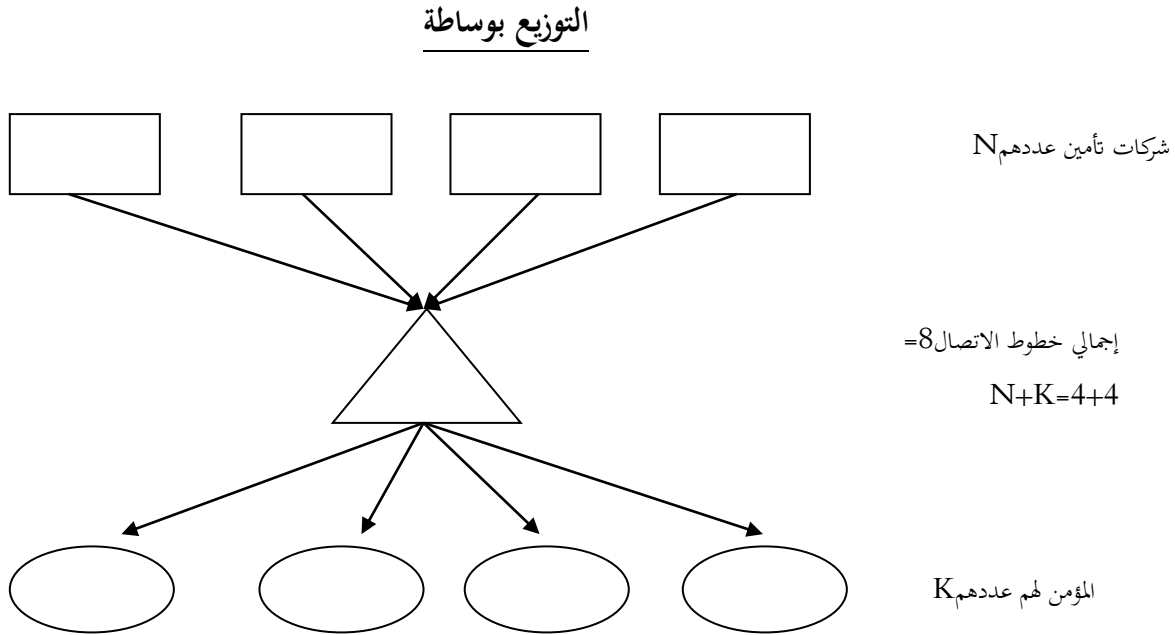 التوزيع بوساطة
شركات تأمين عددهمN
إجمالي خطوط الاتصال8=
N+K=4+4
المؤمن لهم عددهمK